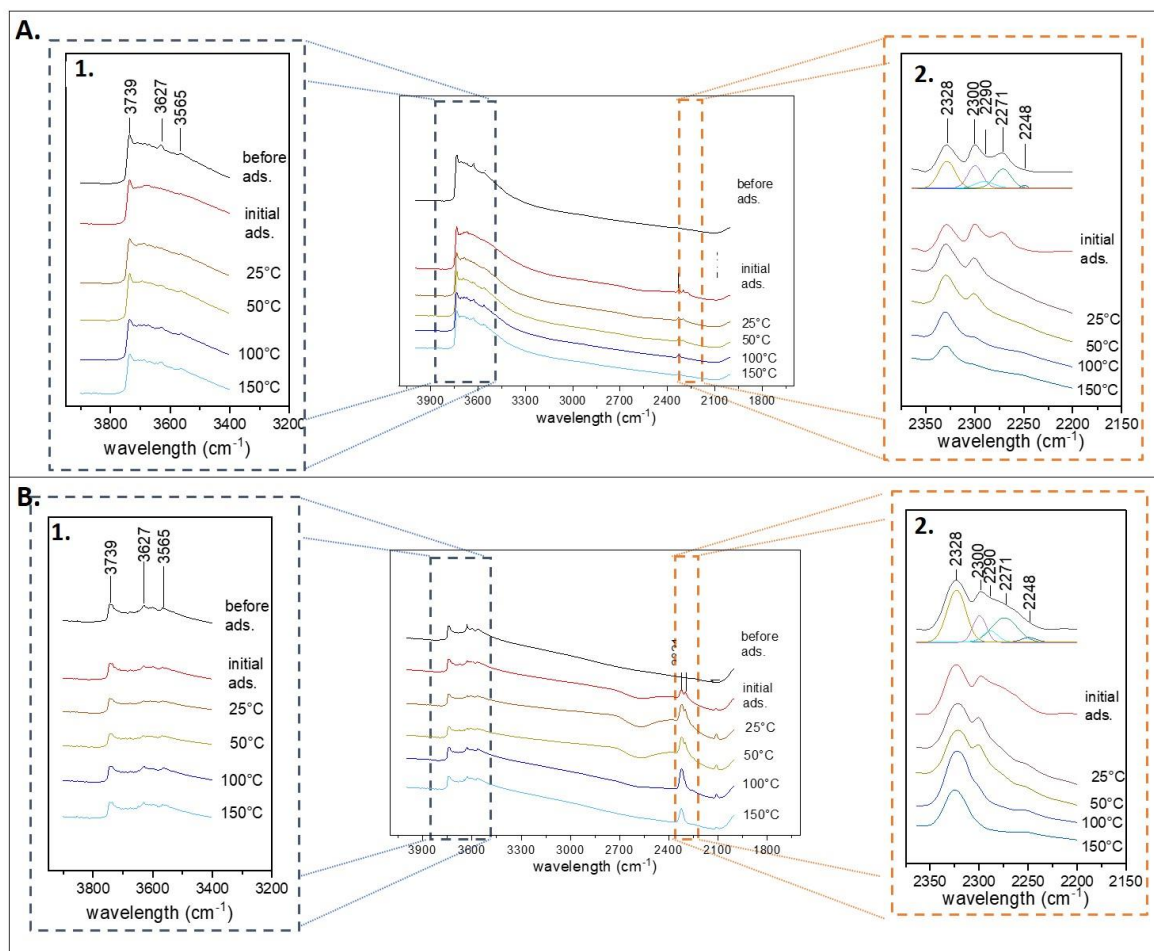 A.
1.
3739
3627
3565
before
ads.
initial
ads.
25°C
50°C
100°C
150°C
3800 3600 3400 3200
wavelength (cm-1)
before
ads.
initial
ads.
25°C
50°C
100°C
150°C
3900 3600 3300 3000 2700 2400 2100 1800
wavelength (cm-1)
2.
2328
2300
2290
2271
2248
initial
ads.
25°C
50°C
100°C
150°C
2350 2300 2250 2200 2150
wavelength (cm-1)
B.
1.
3739
3627
3565
before
ads.
initial
ads.
25°C
50°C
100°C
150°C
3800 3600 3400 3200
wavelength (cm-1)
before
ads.
initial
ads.
25°C
50°C
100°C
150°C
3900 3600 3300 3000 2700 2400 2100 1800
wavelength (cm-1)
2.
2328
2300
2290
2271
2248
initial
ads.
25°C
50°C
100°C
150°C
2350 2300 2250 2200 2150
wavelength (cm-1)